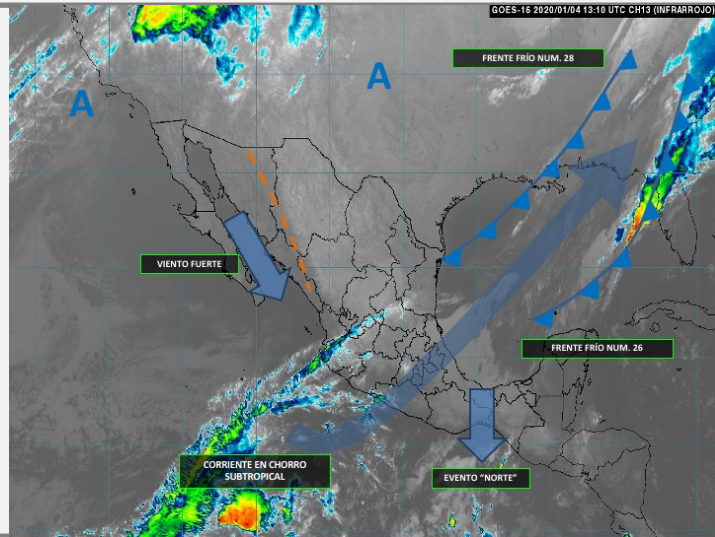 GOES-16 2020/01/04 13:10 UTC CH13 (INFRARROJO)
FRENTE FRÍO NUM. 28
A
A
VIENTO FUERTE
FRENTE FRÍO NUM. 26
CORRIENTE EN CHORRO
SUBTROPICAL
EVENTO “NORTE”